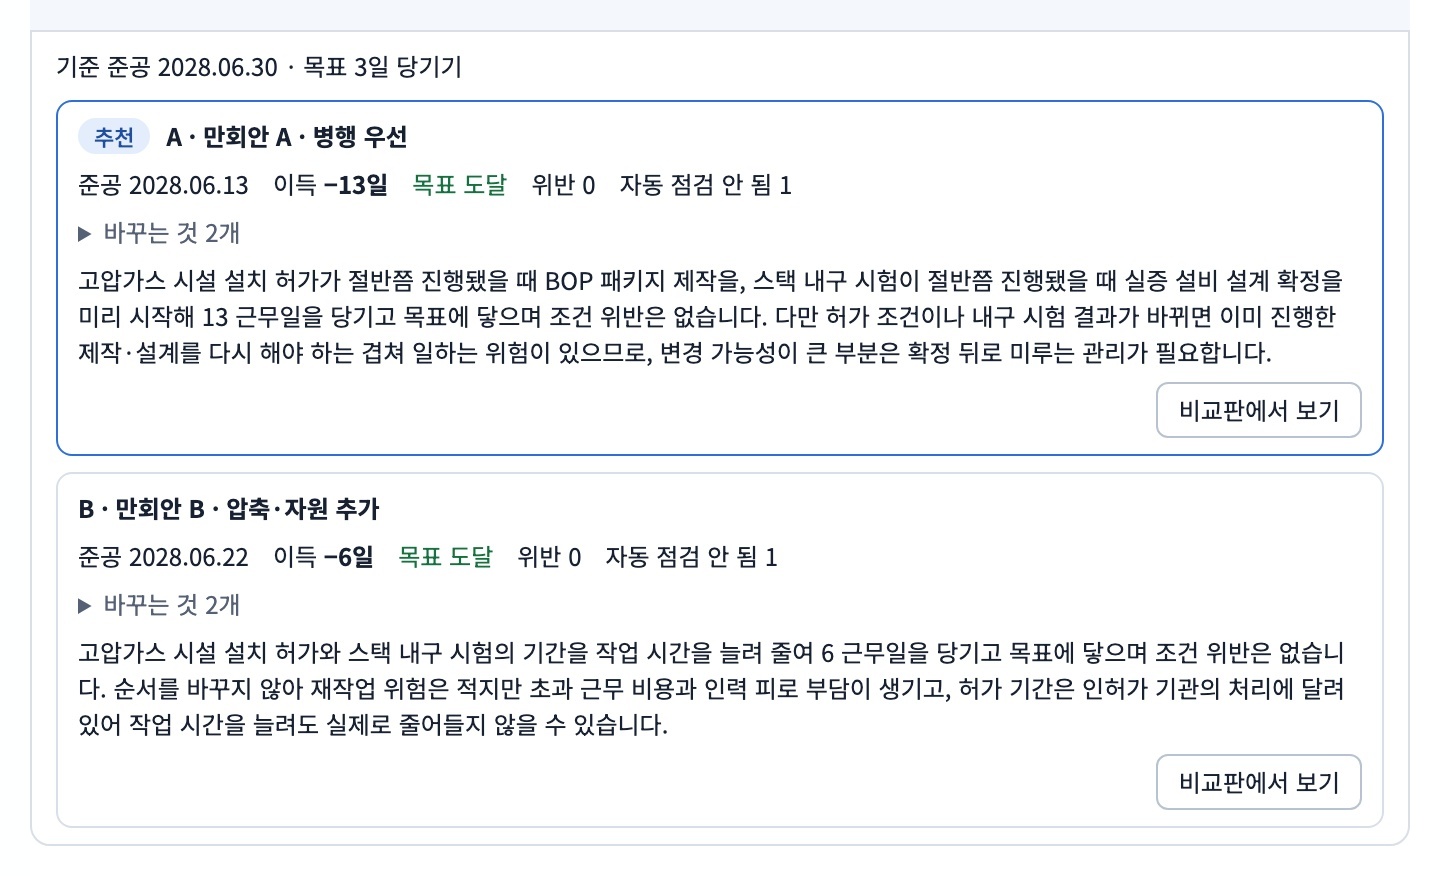 기준 준공 2028.06.30 · 목표 3일 당기기
추천 A · 만회안 A · 병행 우선
준공 2028.06.13 이득 −13일 목표 도달 위반 0 자동 점검 안 됨 1
▶ 바꾸는 것 2개
고압가스 시설 설치 허가가 절반쯤 진행됐을 때 BOP 패키지 제작을, 스택 내구 시험이 절반쯤 진행됐을 때 실증 설비 설계 확정을
미리 시작해 13 근무일을 당기고 목표에 닿으며 조건 위반은 없습니다. 다만 허가 조건이나 내구 시험 결과가 바뀌면 이미 진행한
제작·설계를 다시 해야 하는 겹쳐 일하는 위험이 있으므로, 변경 가능성이 큰 부분은 확정 뒤로 미루는 관리가 필요합니다.
비교판에서 보기
B · 만회안 B · 압축·자원 추가
준공 2028.06.22 이득 −6일 목표 도달 위반 0 자동 점검 안 됨 1
▶ 바꾸는 것 2개
고압가스 시설 설치 허가와 스택 내구 시험의 기간을 작업 시간을 늘려 줄여 6 근무일을 당기고 목표에 닿으며 조건 위반은 없습니
다. 순서를 바꾸지 않아 재작업 위험은 적지만 초과 근무 비용과 인력 피로 부담이 생기고, 허가 기간은 인허가 기관의 처리에 달려
있어 작업 시간을 늘려도 실제로 줄어들지 않을 수 있습니다.
비교판에서 보기